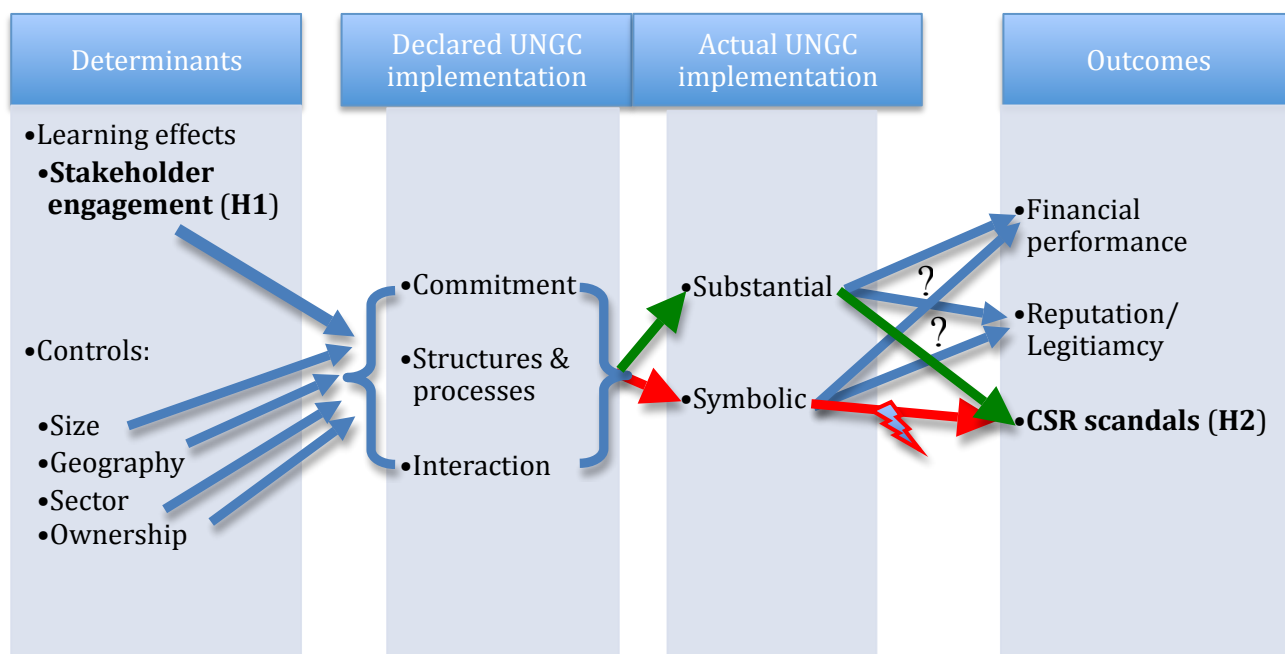 Determinants
Declared UNGC
implementation
Actual UNGC
implementation
Outcomes
•Learning effects
•Stakeholder
engagement (H1)
•Controls:
•Size
•Geography
•Sector
•Ownership
•Commitment
•Structures &
processes
•Interaction
•Substantial
•Symbolic
?
?
•Financial
performance
•Reputation/
Legitiamcy
•CSR scandals (H2)